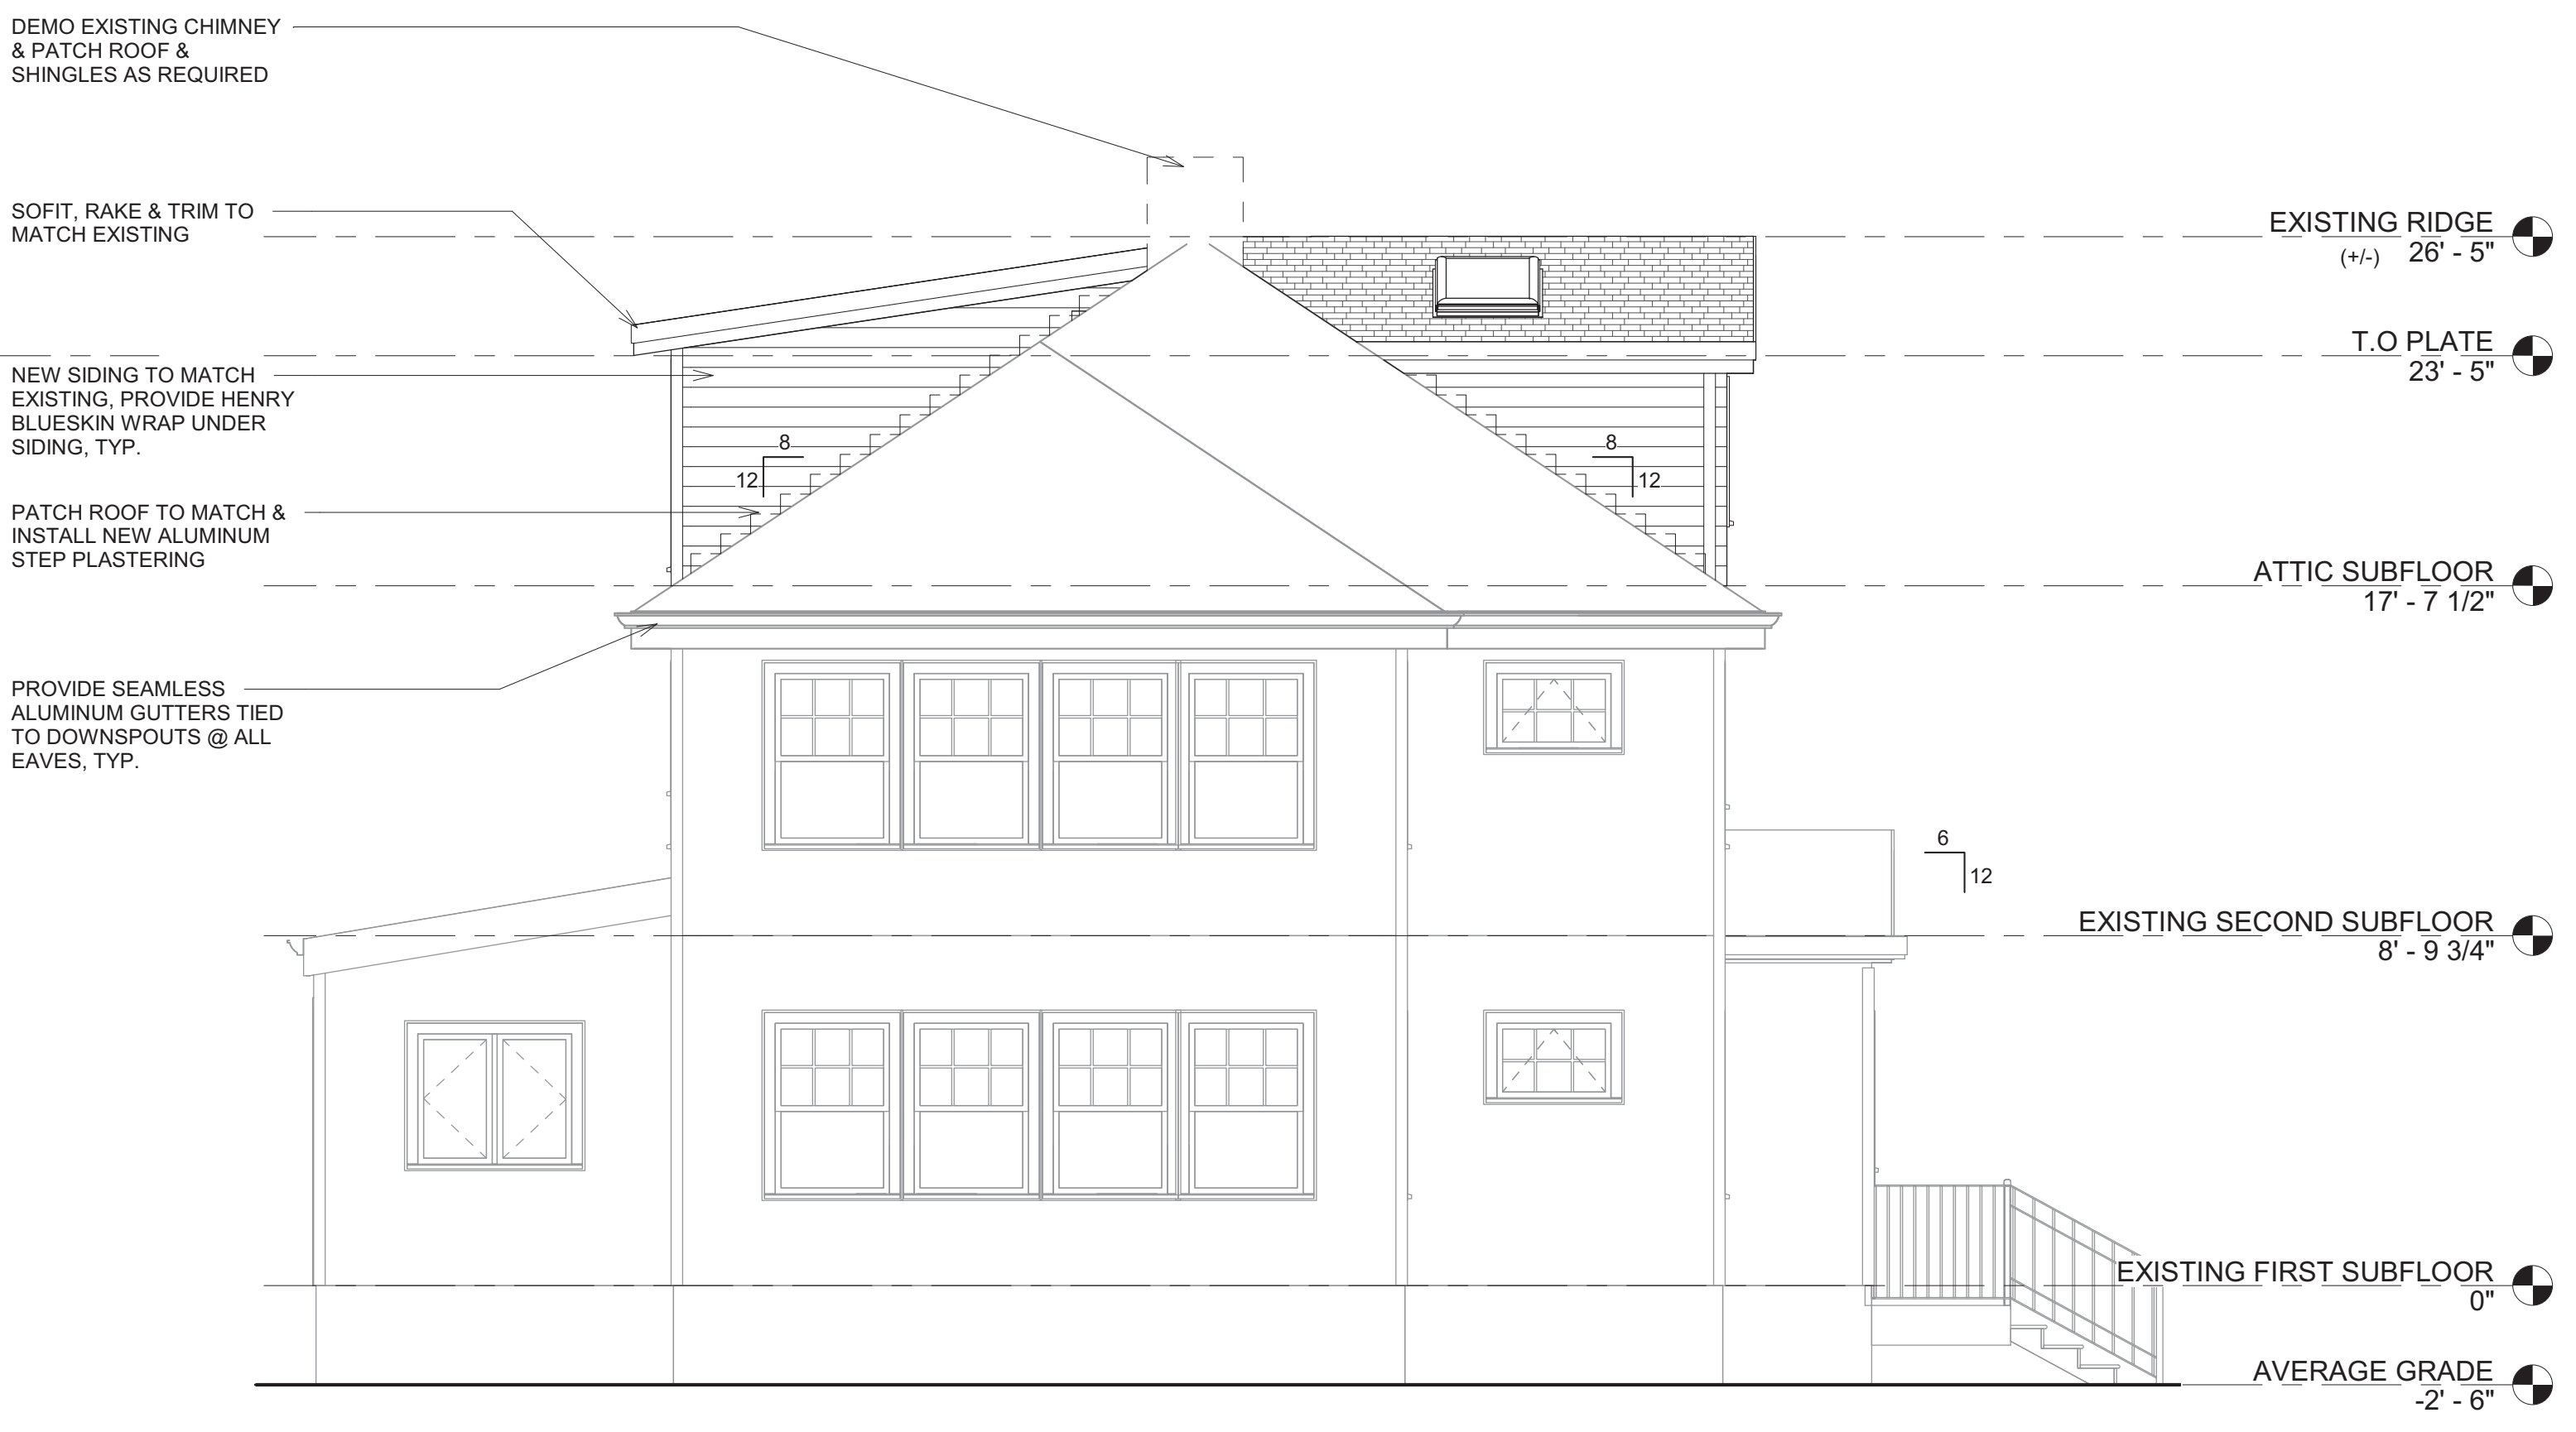 DEMO EXISTING CHIMNEY
& PATCH ROOF &
SHINGLES AS REQUIRED
SOFIT, RAKE & TRIM TO
MATCH EXISTING
NEW SIDING TO MATCH
EXISTING, PROVIDE HENRY
BLUESKIN WRAP UNDER
SIDING, TYP.
PATCH ROOF TO MATCH &
INSTALL NEW ALUMINUM
STEP PLASTERING
PROVIDE SEAMLESS
ALUMINUM GUTTERS TIED
TO DOWNSPOUTS @ ALL
EAVES, TYP.
8
12
8
12
6
12
EXISTING RIDGE
(+/-) 26' - 5"
T.O PLATE
23' - 5"
ATTIC SUBFLOOR
17' - 7 1/2"
EXISTING SECOND SUBFLOOR
8' - 9 3/4"
EXISTING FIRST SUBFLOOR
0"
AVERAGE GRADE
-2' - 6"